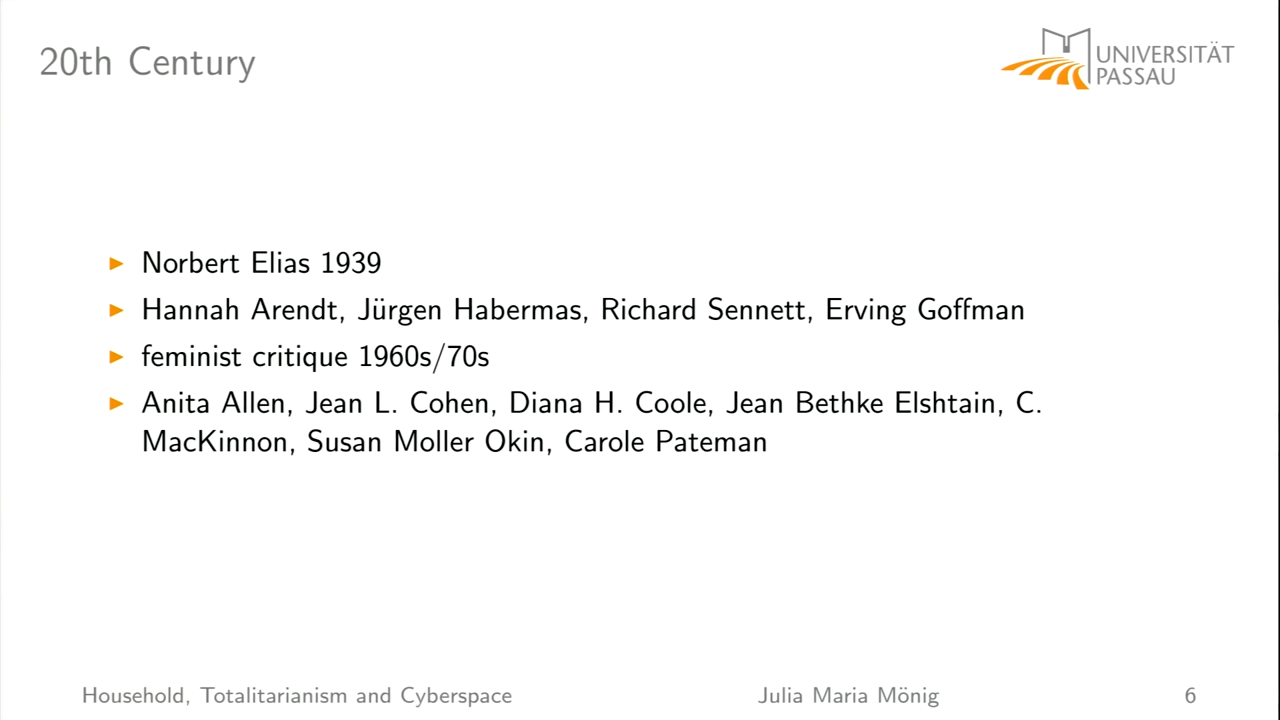 20th Century
UNIVERSITÄT
PASSAU
Norbert Elias 1939
Hannah Arendt, Jürgen Habermas, Richard Sennett, Erving Goffman
feminist critique 1960s/70s
Anita Allen, Jean L. Cohen, Diana H. Coole, Jean Bethke Elshtain, C.
MacKinnon, Susan Moller Okin, Carole Pateman
Household, Totalitarianism and Cyberspace
Julia Maria Mönig
6